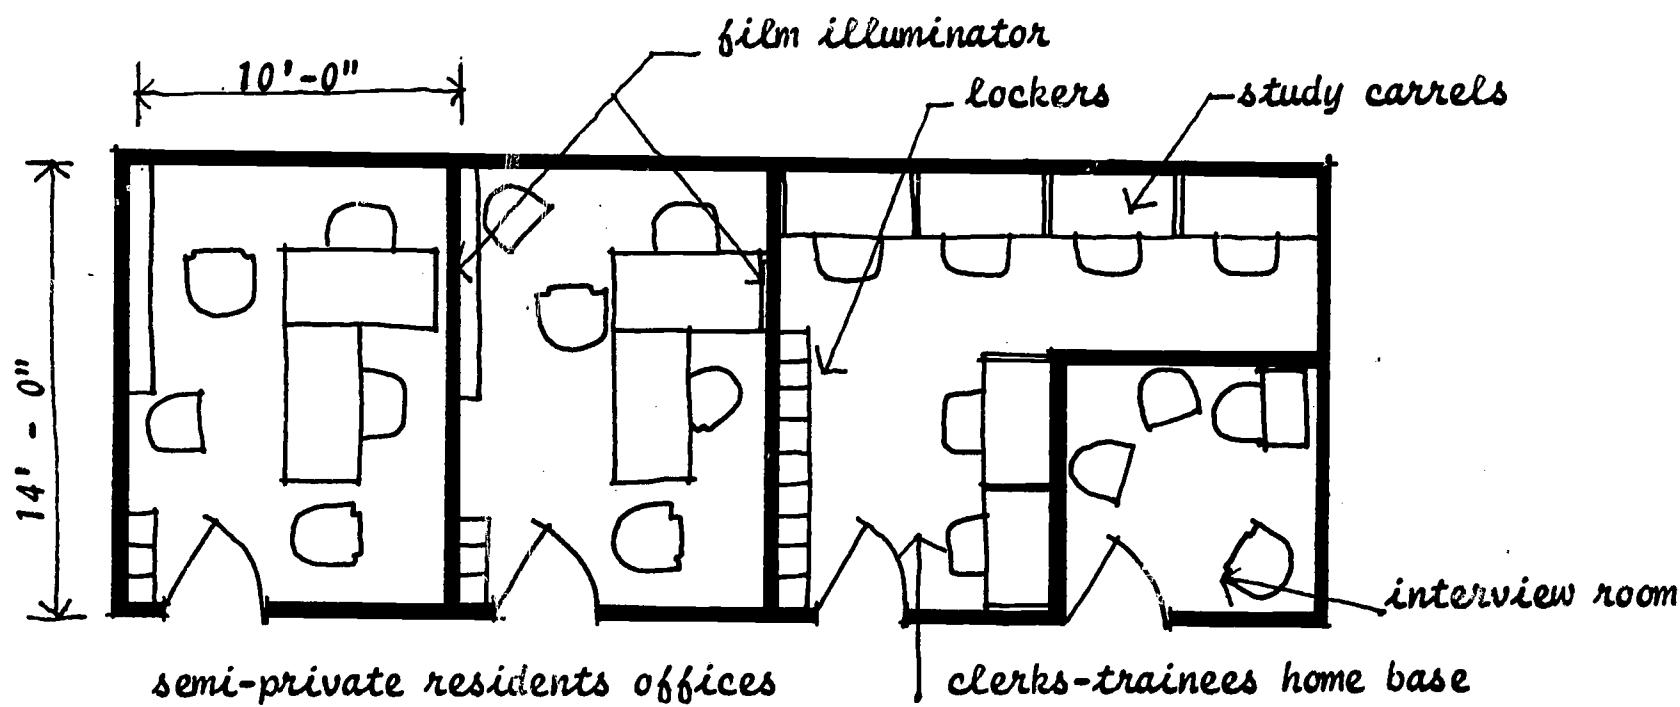 film illuminator
10'-0"
lockers
study carrels
14' - 0"
interview room
semi-private residents offices
clerks-trainees home base